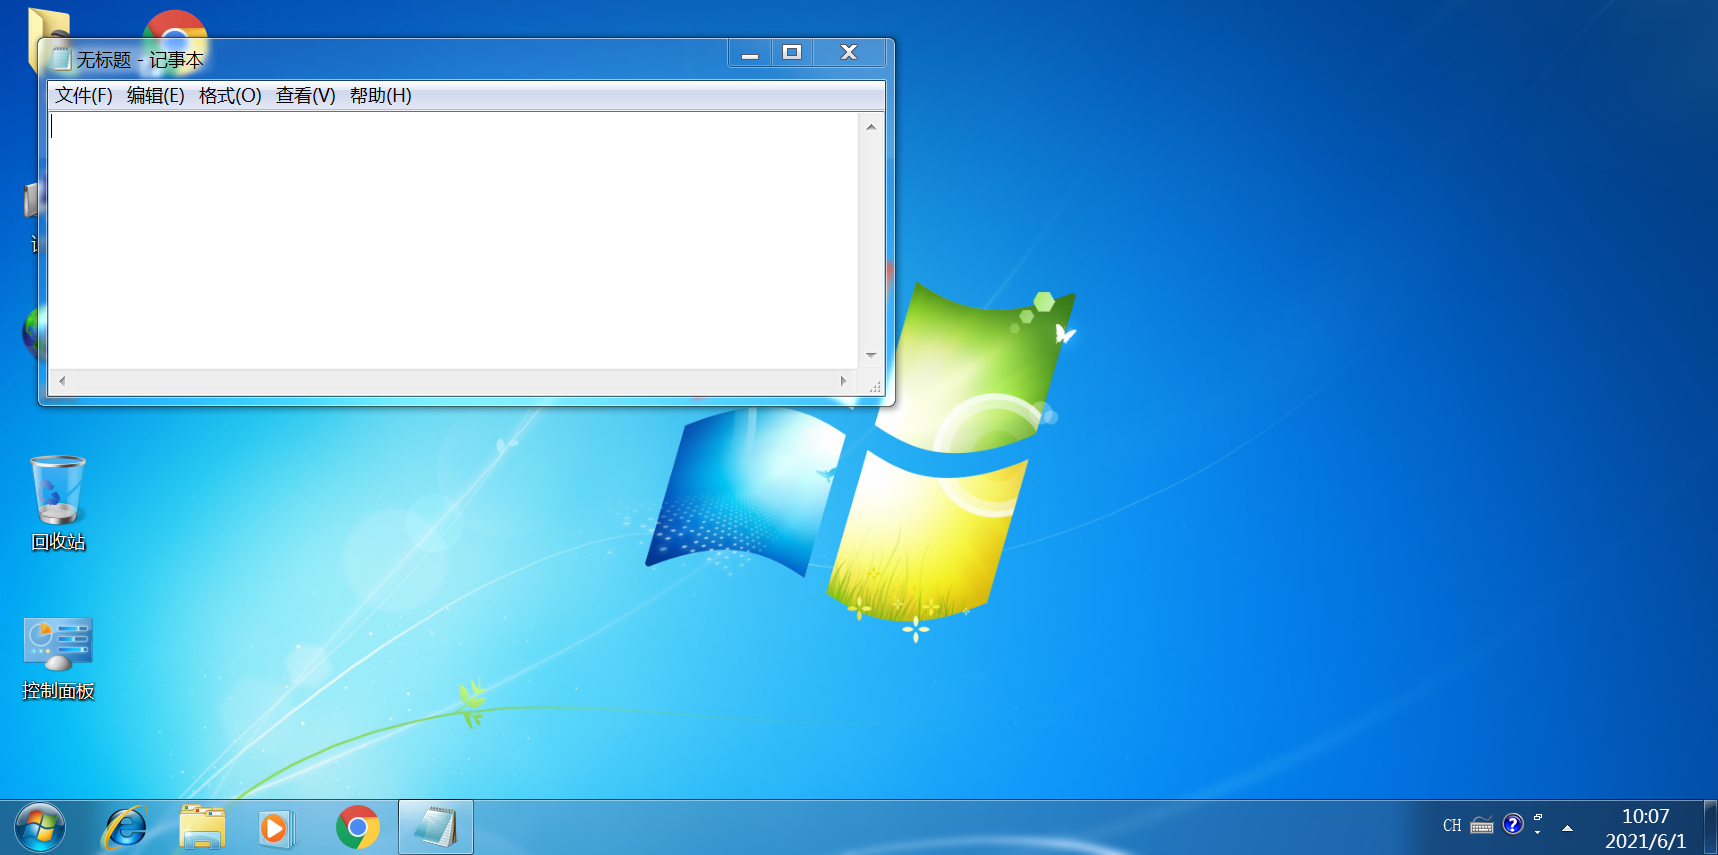 无标题 - 记事本
文件(F) 编辑(E) 格式(O) 查看(V) 帮助(H)
回收站
控制面板
CH
10:07
2021/6/1